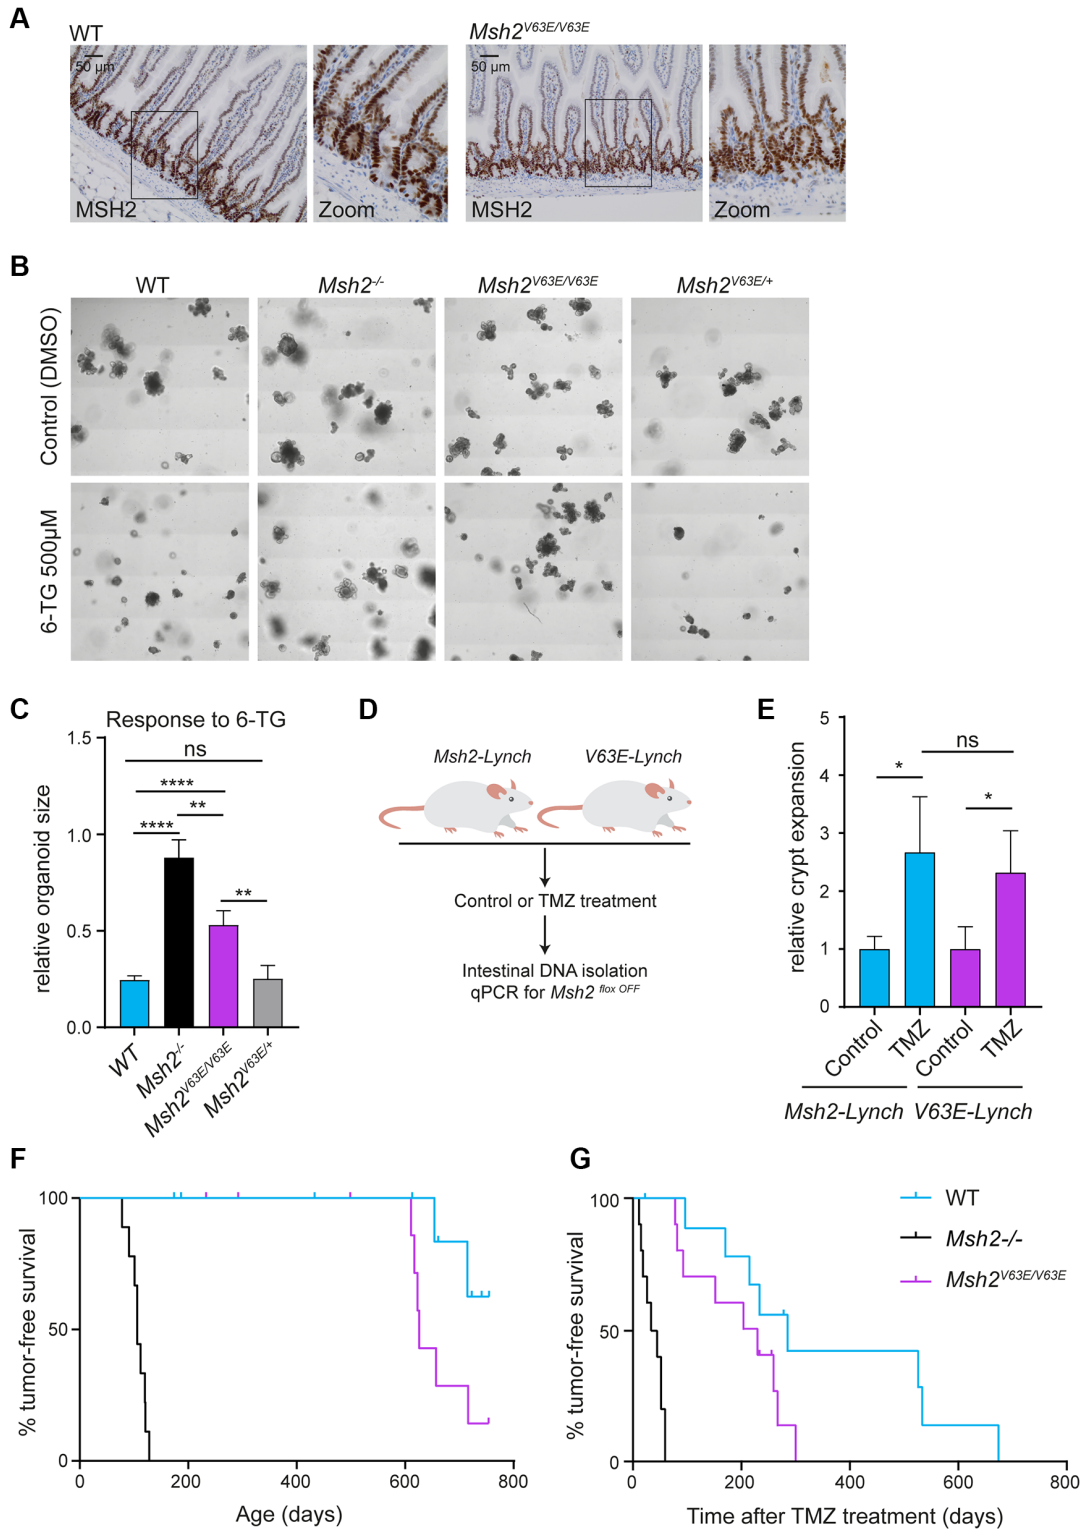 A
WT
Msh2V63E/V63E
50 µm
50 µm
MSH2
Zoom
MSH2
Zoom
B
WT
Msh2-/-
Msh2V63E/V63E
Msh2V63E/+
Control (DMSO)
6-TG 500µM
C
Response to 6-TG
relative organoid size
1.5
1.0
0.5
0.0
ns
****
**
****
**
WT
Msh2-/-
Msh2V63E/V63E
Msh2V63E/+
D
Msh2-Lynch
V63E-Lynch
Control or TMZ treatment
Intestinal DNA isolation
qPCR for Msh2 flox OFF
E
relative crypt expansion
5
4
3
2
1
0
ns
*
*
Control
TMZ
Control
TMZ
Msh2-Lynch
V63E-Lynch
F
% tumor-free survival
100
50
0
0
200
400
600
800
Age (days)
G
% tumor-free survival
100
50
0
0
200
400
600
800
Time after TMZ treatment (days)
WT
Msh2-/-
Msh2V63E/V63E